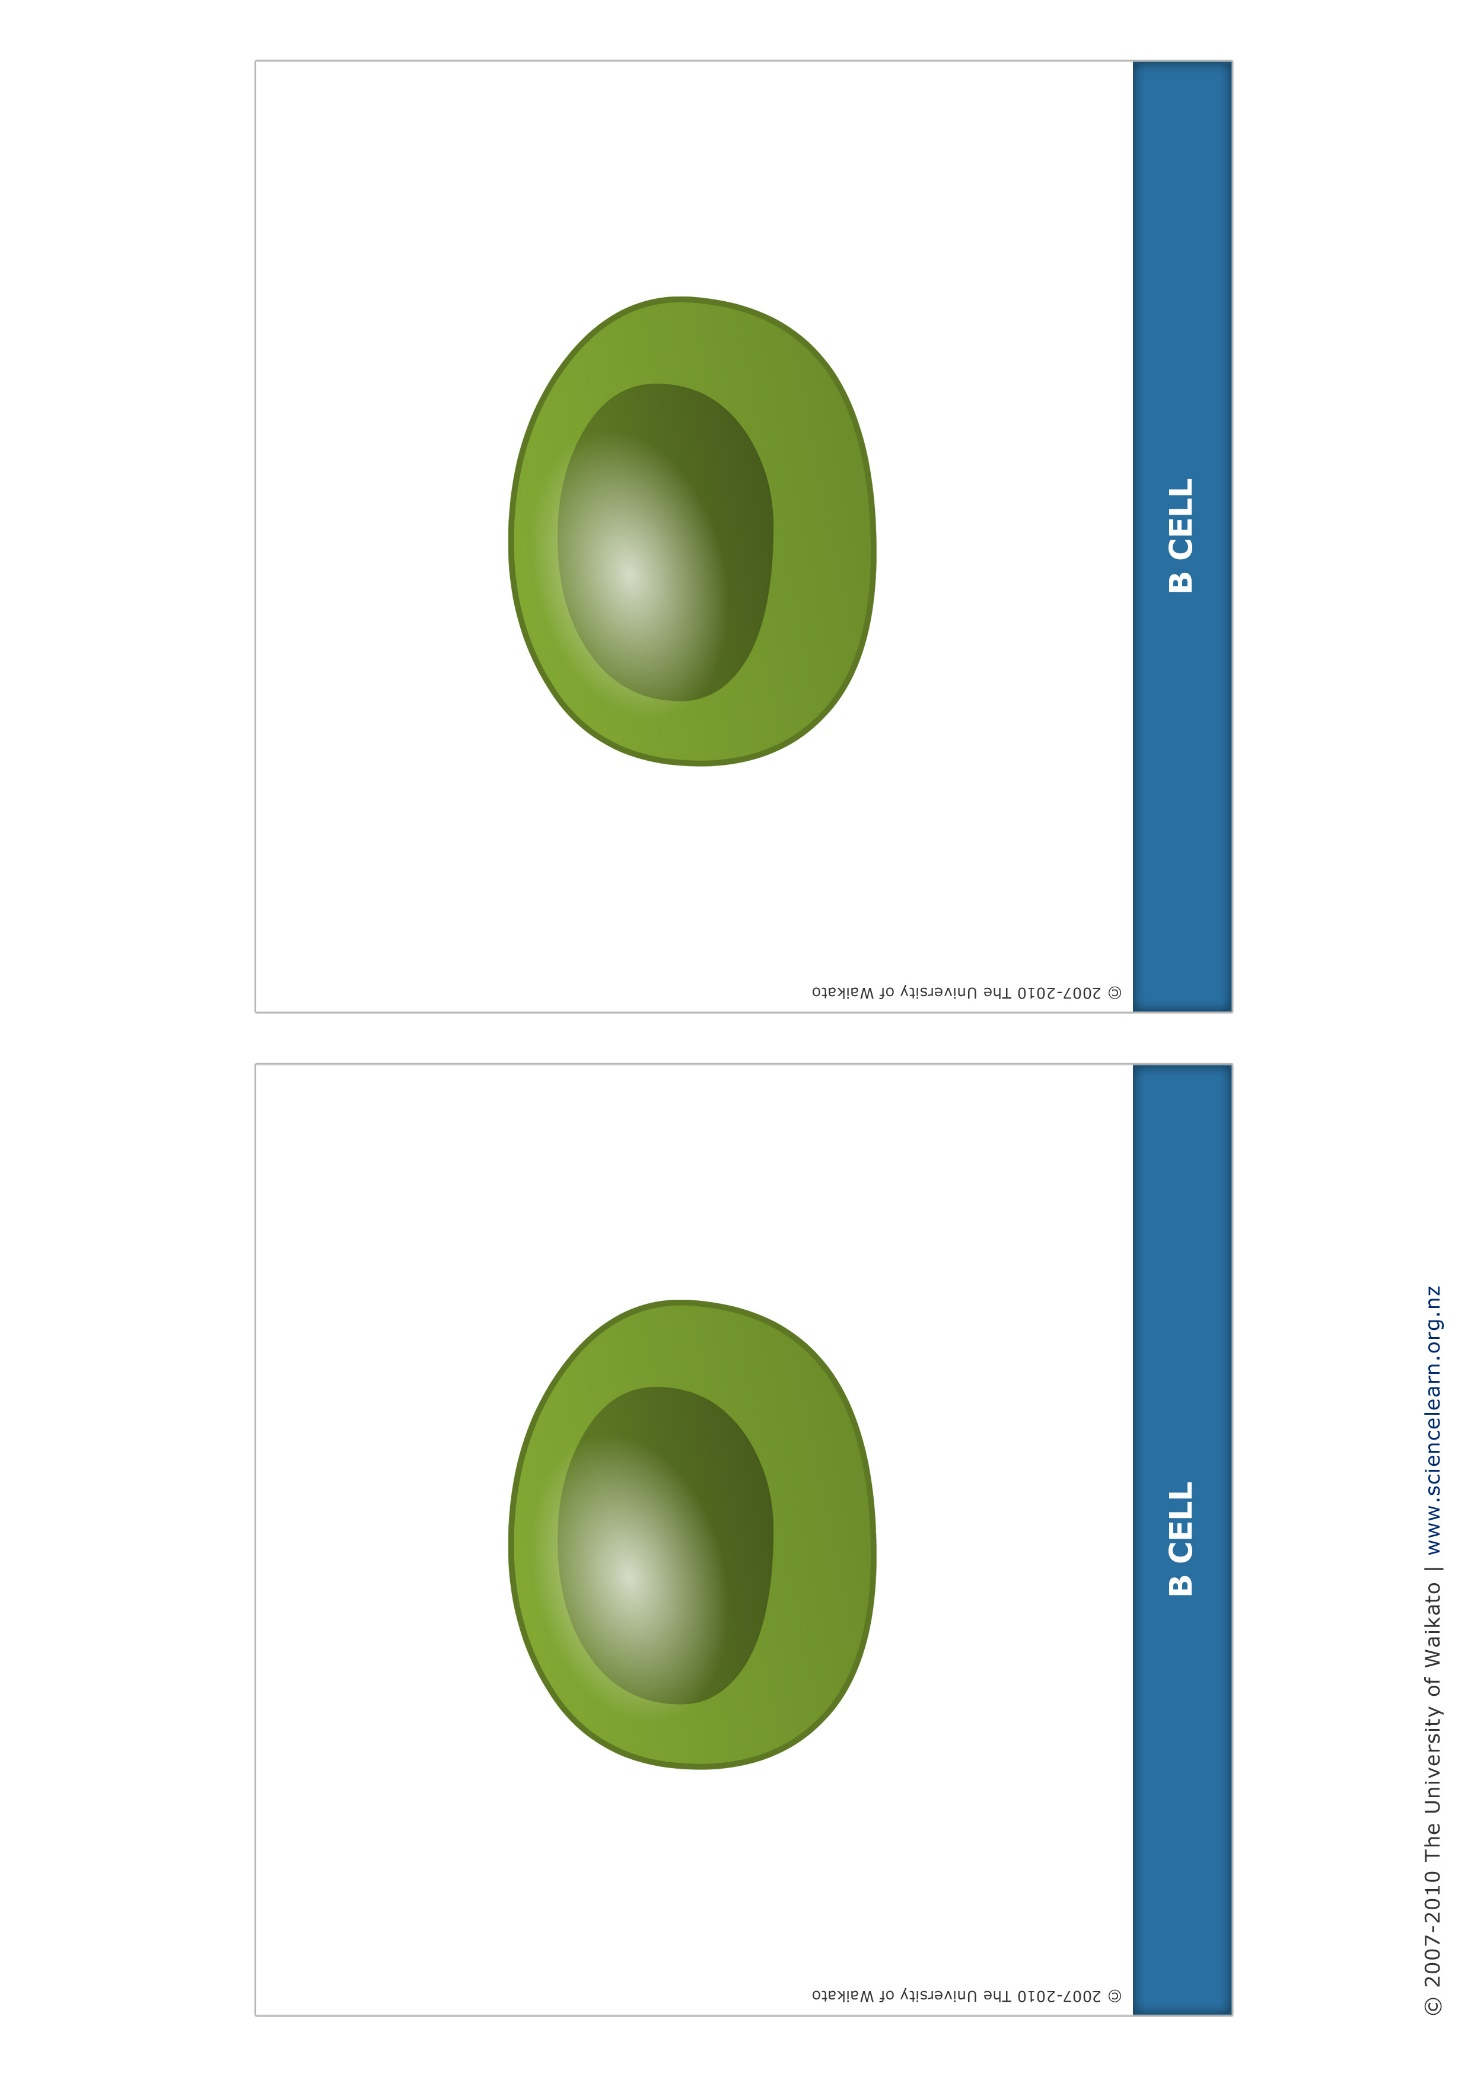 B CELL
© 2007-2010 The University of Waikato
B CELL
© 2007-2010 The University of Waikato
© 2007-2010 The University of Waikato | www.sciencelearn.org.nz